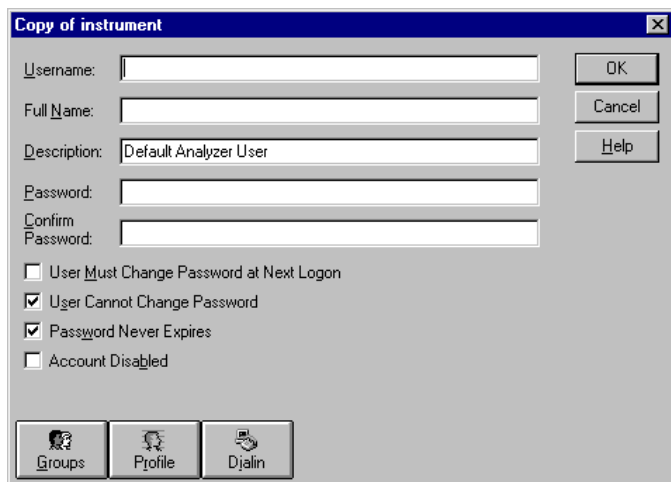 Copy of instrument
Username:
OK
Full Name:
Cancel
Description: Default Analyzer User
Help
Password:
Confirm
Password:
User Must Change Password at Next Logon
User Cannot Change Password
Password Never Expires
Account Disabled
Groups
Profile
Dialin